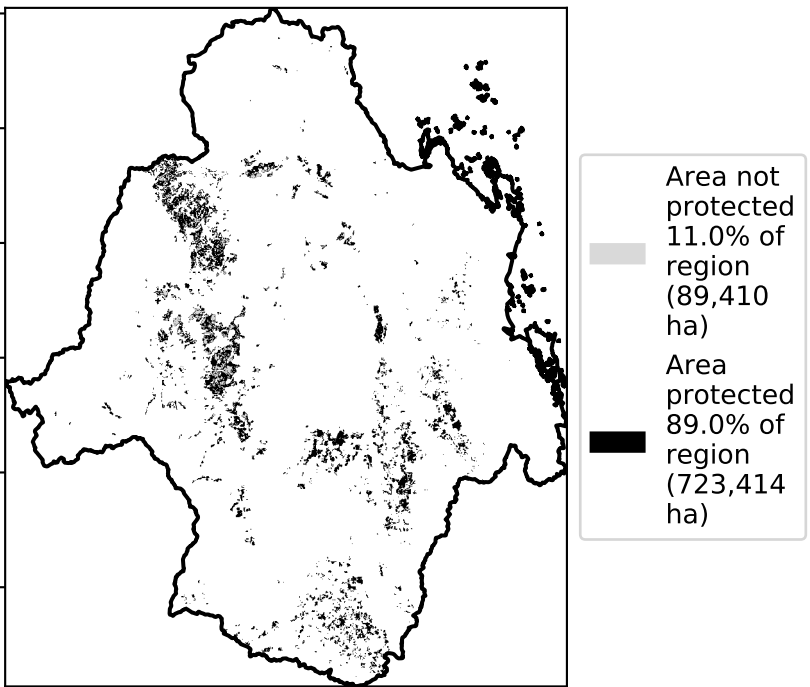 Area not
protected
11.0% of
region
(89,410
ha)
Area
protected
89.0% of
region
(723,414
ha)